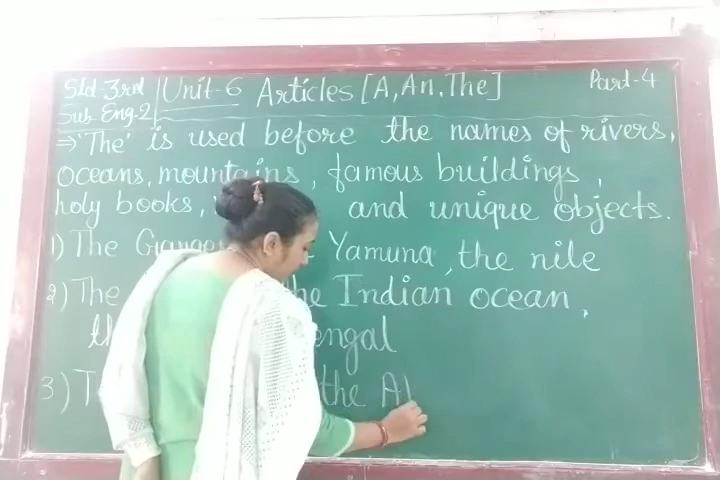 Std-3rd Unit-6 Articles [A, An, The] Part-4
Sub-Eng-2
⇒ 'The' is used before the names of rivers,
oceans, mountains, famous buildings,
holy books, and unique objects.
1) The Yamuna, the nile
2) The the Indian ocean,
3) the Al